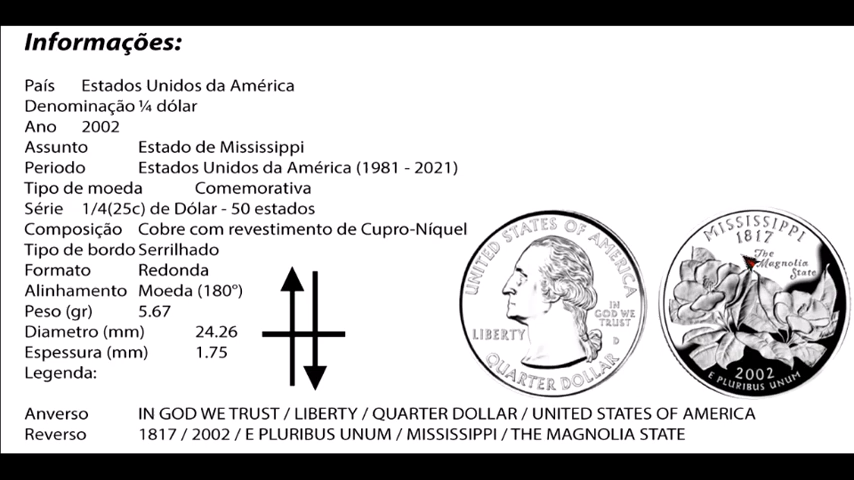 Informações:
País Estados Unidos da América
Denominação ¼ dólar
Ano 2002
Assunto Estado de Mississippi
Periodo Estados Unidos da América (1981 - 2021)
Tipo de moeda Comemorativa
Série 1/4(25c) de Dólar - 50 estados
Composição Cobre com revestimento de Cupro-Níquel
Tipo de bordo Serrilhado
Formato Redonda
Alinhamento Moeda (180°)
Peso (gr) 5.67
Diametro (mm) 24.26
Espessura (mm) 1.75
Legenda:
Anverso IN GOD WE TRUST / LIBERTY / QUARTER DOLLAR / UNITED STATES OF AMERICA
Reverso 1817 / 2002 / E PLURIBUS UNUM / MISSISSIPPI / THE MAGNOLIA STATE
UNITED STATES OF AMERICA
LIBERTY
IN
GOD WE
TRUST
D
QUARTER DOLLAR
MISSISSIPPI
1817
The
Magnolia
State
2002
E PLURIBUS UNUM